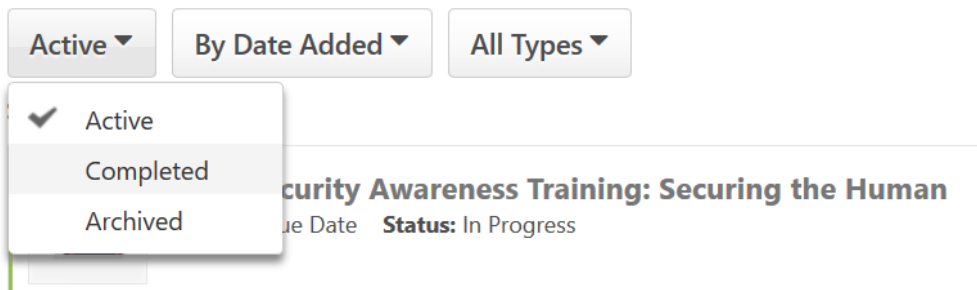 Active By Date Added All Types
Active
Completed
Archived
curity Awareness Training: Securing the Human
ue Date Status: In Progress